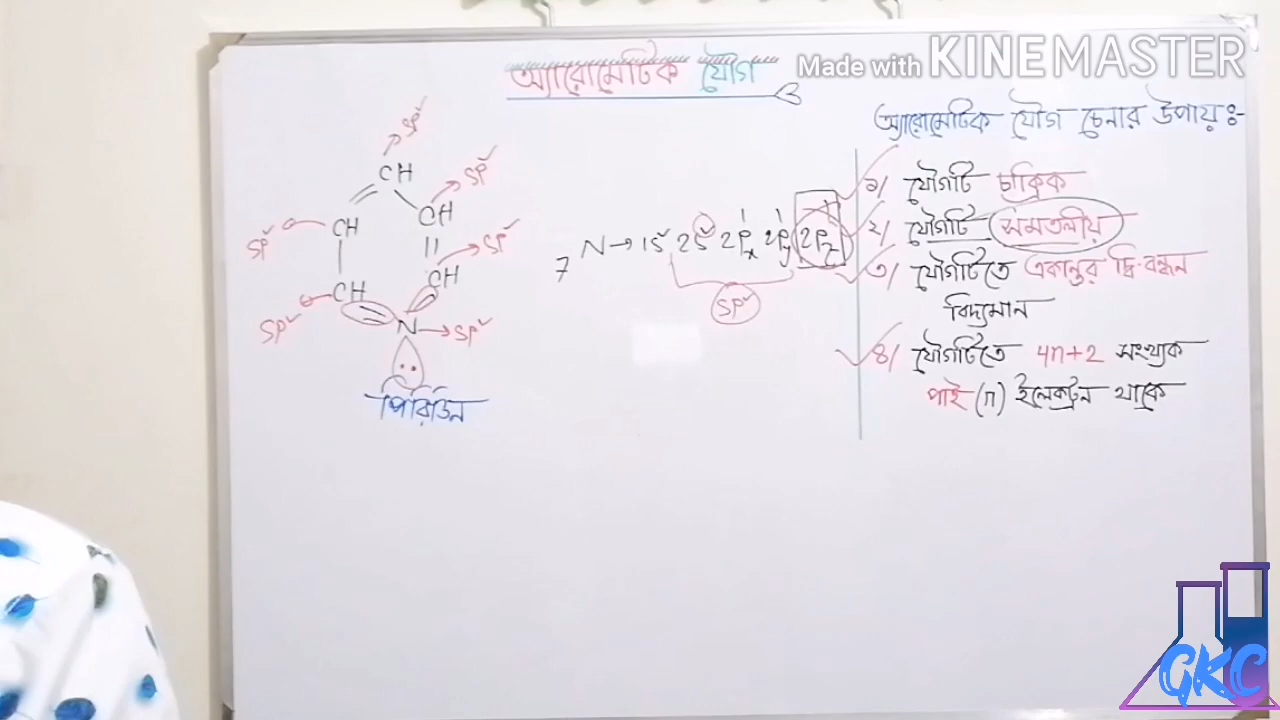 Made with KINEMASTER
অ্যারোমেটিক যৌগ
অ্যারোমেটিক যৌগ চেনার উপায়ঃ-
১/ যৌগটি চাক্রিক
২/ যৌগটি সমতলীয়
৩/ যৌগটিতে একান্তর দ্বি-বন্ধন
বিদ্যমান
৪/ যৌগটিতে 4n+2 সংখ্যক
পাই (π) ইলেকট্রন থাকে
SP²
CH
SP²
CH
SP²
CH
SP²
CH
SP²
CH
N
SP²
পিরিডিন
7 N → 1S² 2S² 2Px¹ 2Py¹ 2Pz¹
SP²
GKC